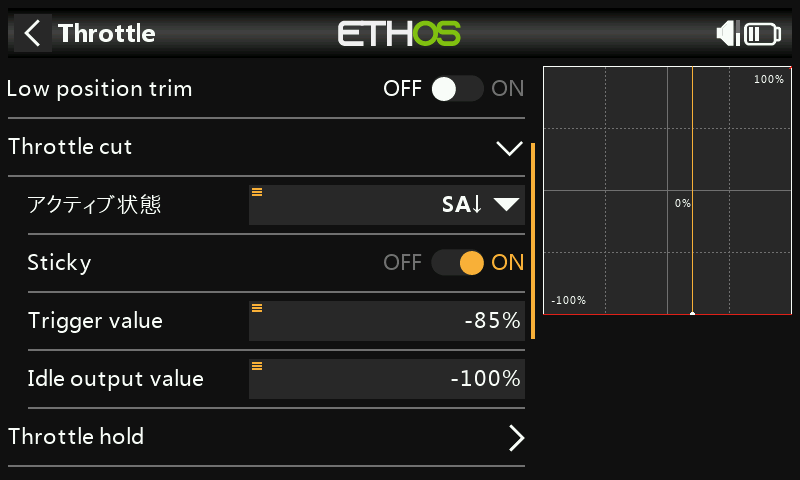 Throttle
ETHOS
Low position trim OFF ON
Throttle cut
アクティブ状態 SA↓
Sticky OFF ON
Trigger value -85%
Idle output value -100%
Throttle hold
100%
0%
-100%